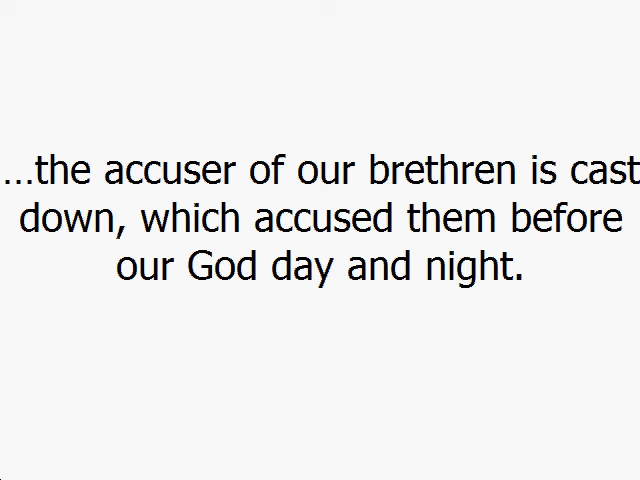 …the accuser of our brethren is cast
down, which accused them before
our God day and night.